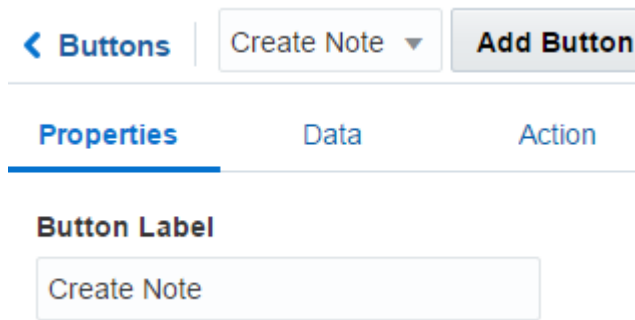 Buttons Create Note Add Button
Properties Data Action
Button Label
Create Note